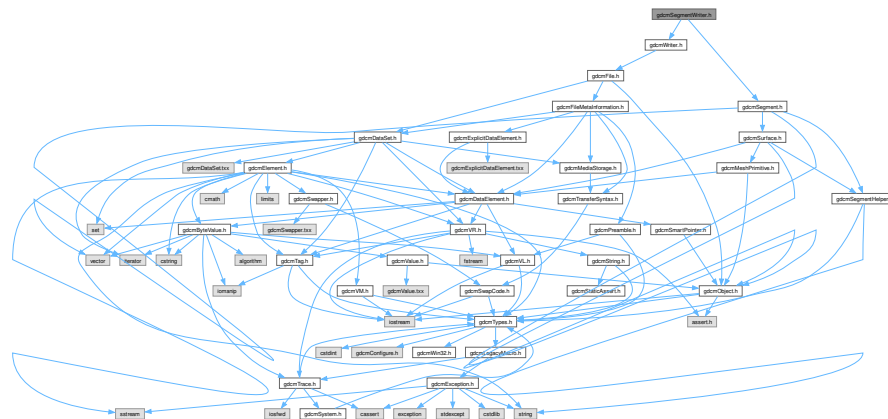 gdcmSegmentWriter.h
gdcmWriter.h
gdcmFile.h
gdcmFileMetaInformation.h
gdcmSegment.h
gdcmDataSet.h
gdcmExplicitDataElement.h
gdcmSurface.h
gdcmDataSet.txx
gdcmElement.h
gdcmExplicitDataElement.txx
gdcmMediaStorage.h
gdcmMeshPrimitive.h
set
cmath
limits
gdcmSwapper.h
gdcmDataElement.h
gdcmTransferSyntax.h
gdcmSegmentHelper.h
gdcmByteValue.h
gdcmSwapper.txx
gdcmVR.h
gdcmPreamble.h
gdcmSmartPointer.h
vector
iterator
cstring
algorithm
gdcmTag.h
gdcmValue.h
fstream
gdcmVL.h
gdcmString.h
iomanip
gdcmVM.h
gdcmValue.txx
gdcmSwapCode.h
gdcmStaticAssert.h
gdcmObject.h
iostream
gdcmTypes.h
assert.h
cstdint
gdcmConfigure.h
gdcmWin32.h
gdcmLegacyMacro.h
gdcmTrace.h
gdcmException.h
sstream
iosfwd
gdcmSystem.h
cassert
exception
stdexcept
cstdlib
string